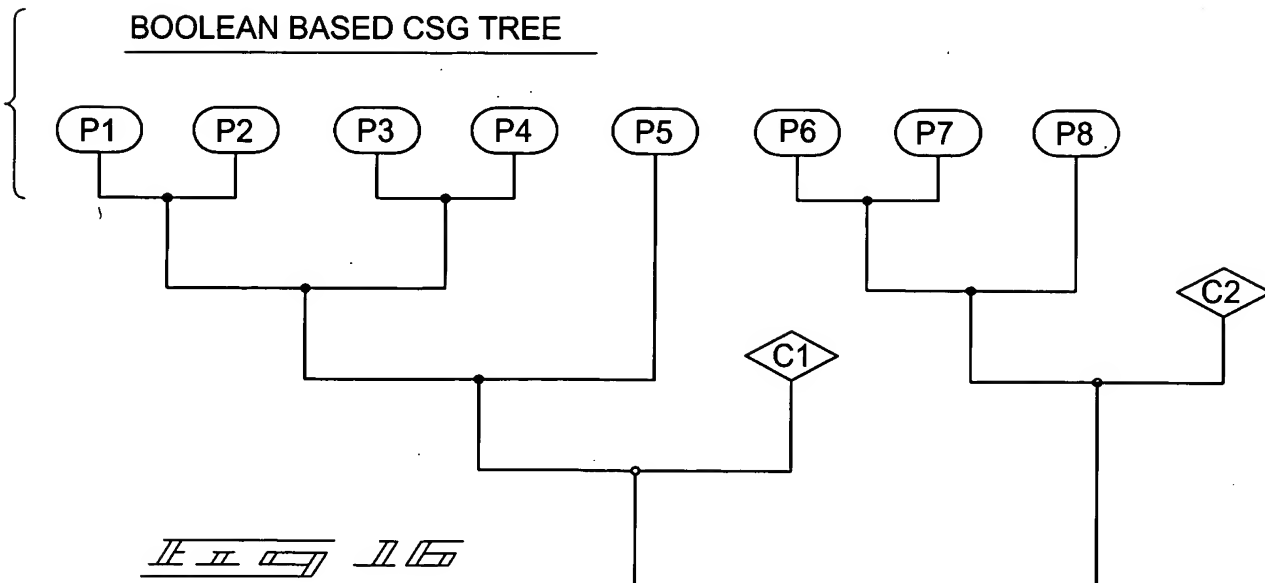 BOOLEAN BASED CSG TREE
P1 P2 P3 P4 P5 P6 P7 P8
C2
C1
Fig 16